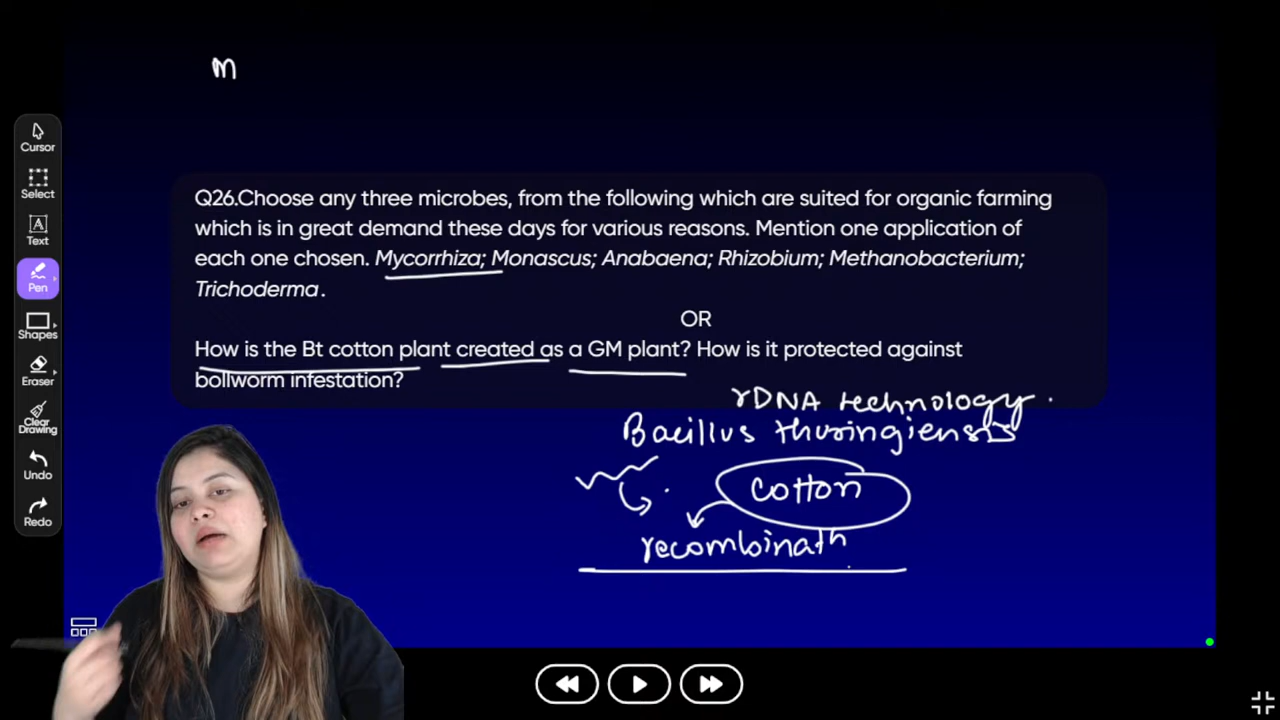 m
Cursor
Select
Text
Pen
Shapes
Eraser
Clear
Drawing
Undo
Redo
Q26.Choose any three microbes, from the following which are suited for organic farming
which is in great demand these days for various reasons. Mention one application of
each one chosen. Mycorrhiza; Monascus; Anabaena; Rhizobium; Methanobacterium;
Trichoderma.
OR
How is the Bt cotton plant created as a GM plant? How is it protected against
bollworm infestation?
rDNA technology.
Bacillus thuringiensis
cotton